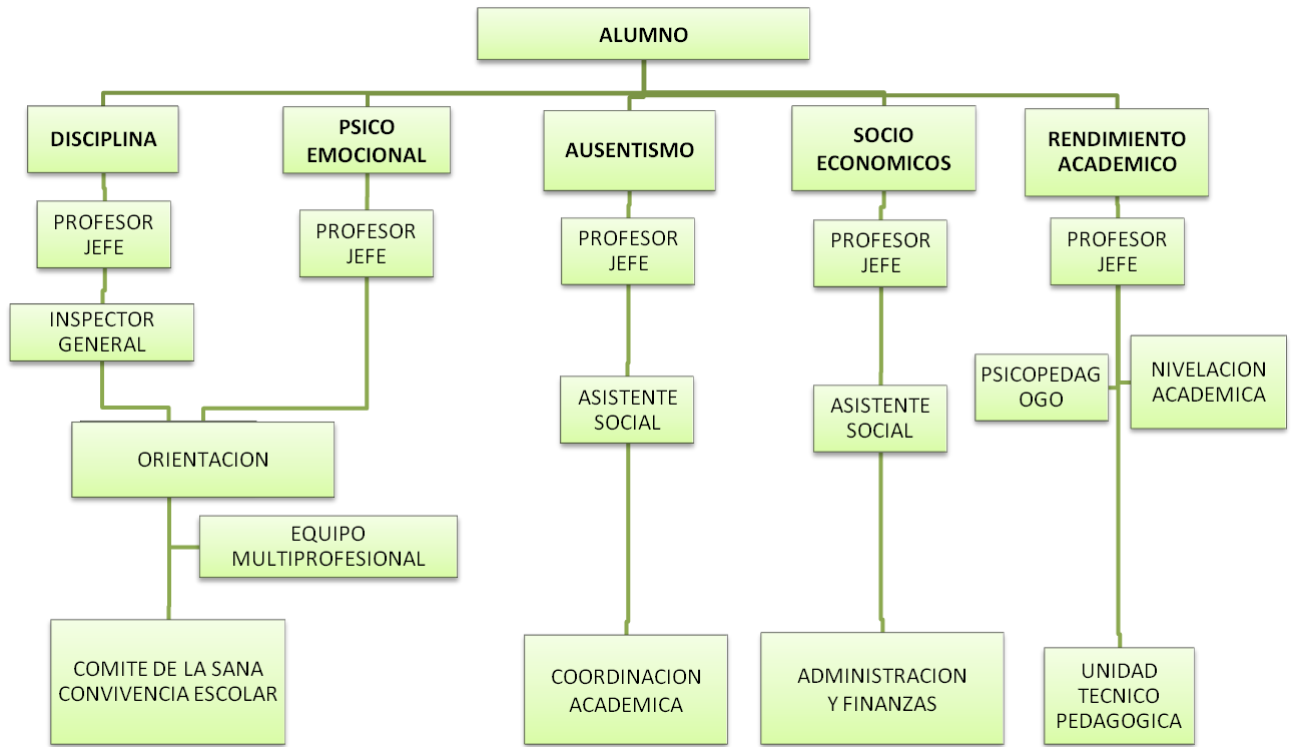 ALUMNO
DISCIPLINA
PSICO
EMOCIONAL
AUSENTISMO
SOCIO
ECONOMICOS
RENDIMIENTO
ACADEMICO
PROFESOR
JEFE
PROFESOR
JEFE
PROFESOR
JEFE
PROFESOR
JEFE
PROFESOR
JEFE
INSPECTOR
GENERAL
PSICOPEDAG
OGO
NIVELACION
ACADEMICA
ASISTENTE
SOCIAL
ASISTENTE
SOCIAL
ORIENTACION
EQUIPO
MULTIPROFESIONAL
COMITE DE LA SANA
CONVIVENCIA ESCOLAR
COORDINACION
ACADEMICA
ADMINISTRACION
Y FINANZAS
UNIDAD
TECNICO
PEDAGOGICA